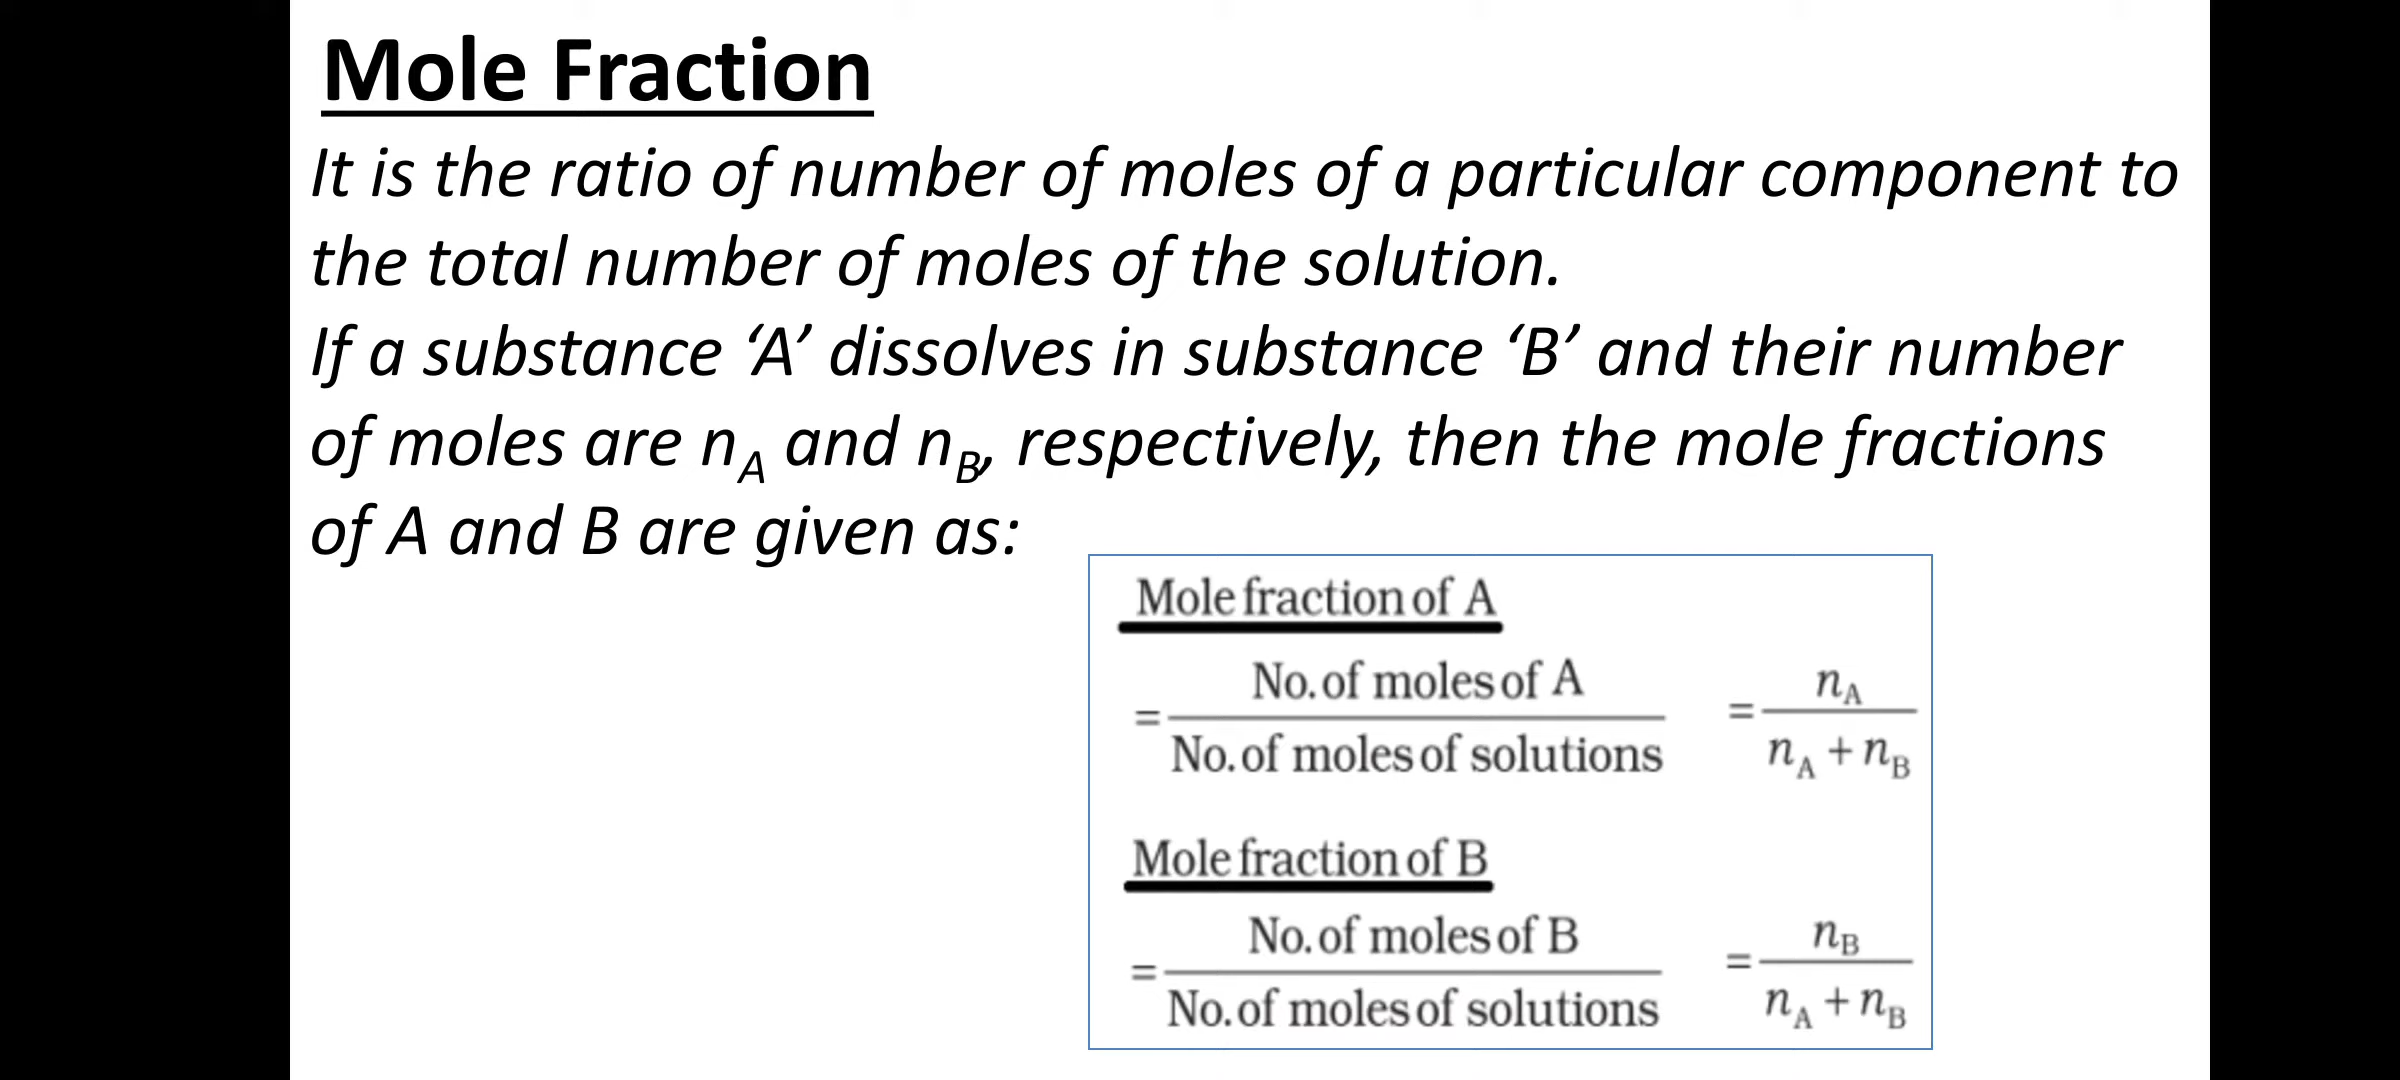 Mole Fraction
It is the ratio of number of moles of a particular component to
the total number of moles of the solution.
If a substance ‘A’ dissolves in substance ‘B’ and their number
of moles are nA and nB, respectively, then the mole fractions
of A and B are given as:
Mole fraction of A
= No. of moles of A / No. of moles of solutions = nA / nA + nB
Mole fraction of B
= No. of moles of B / No. of moles of solutions = nB / nA + nB